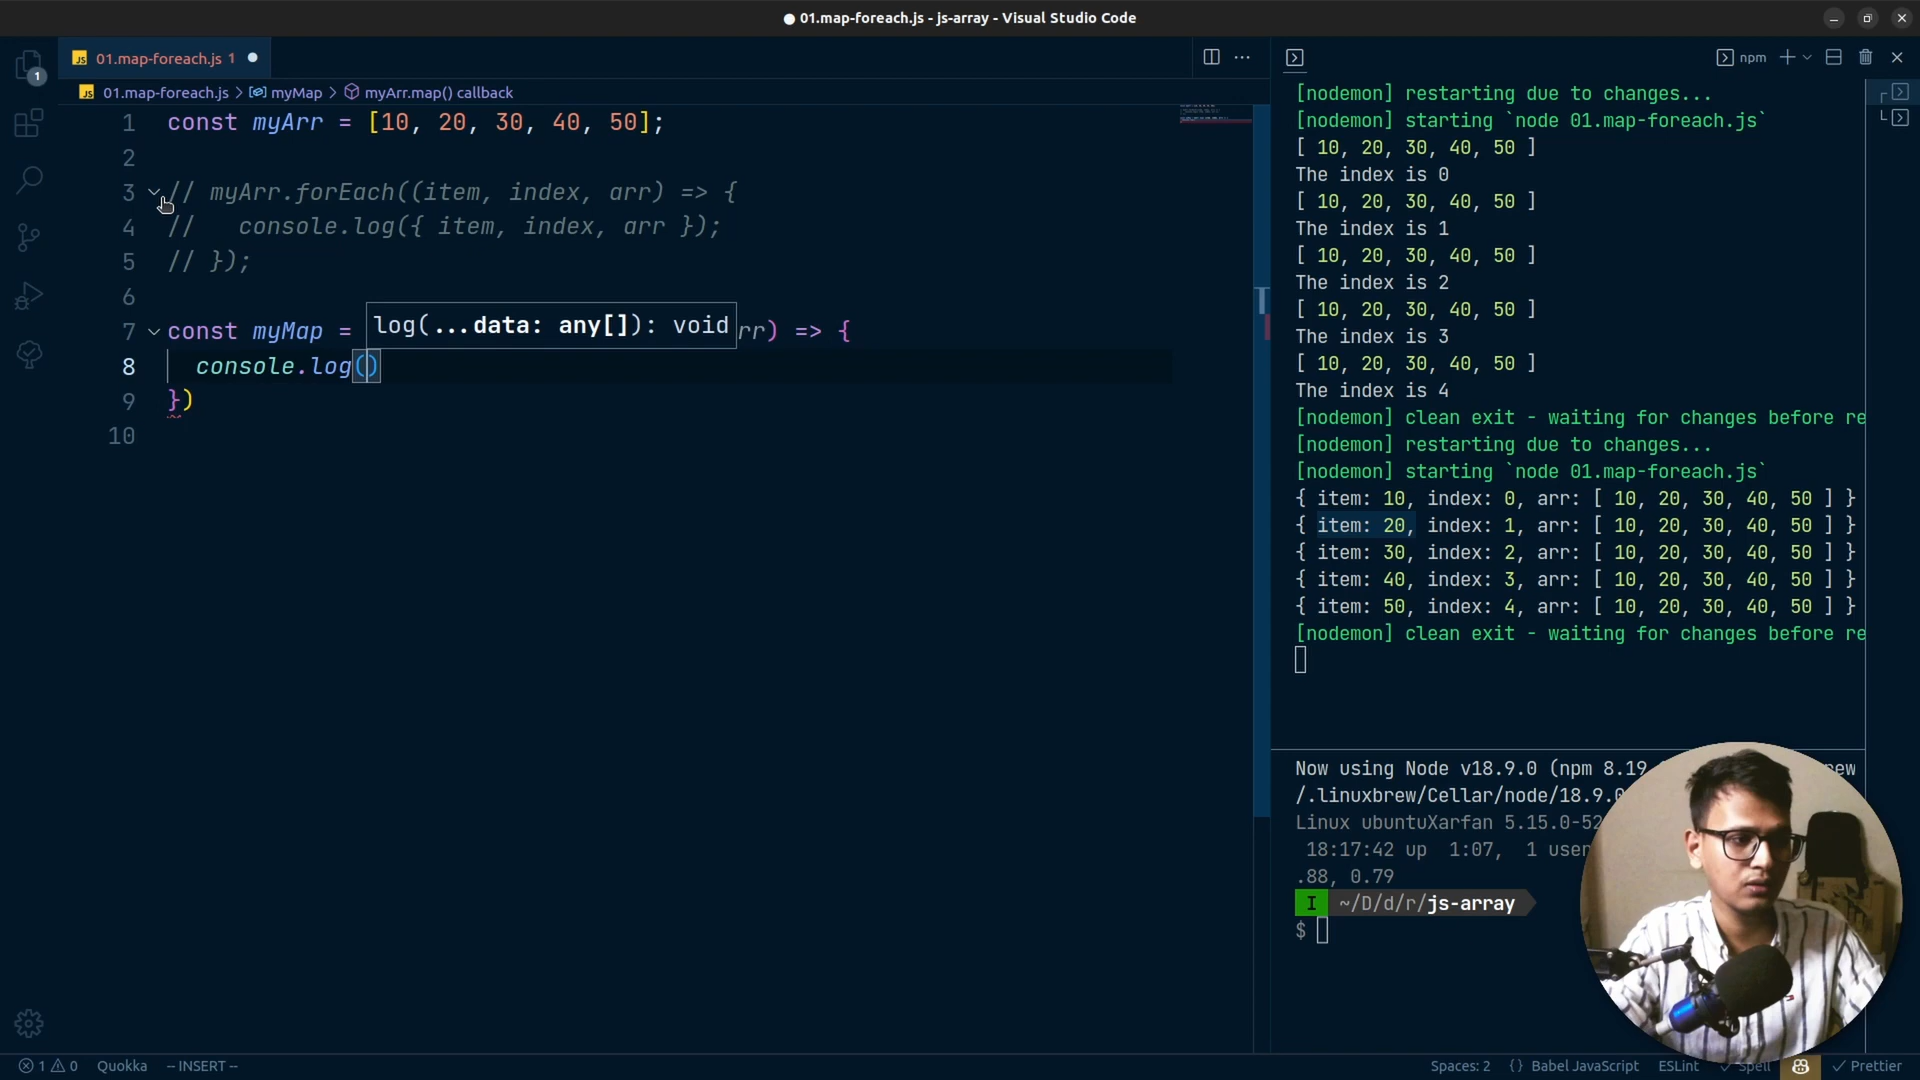 01.map-foreach.js - js-array - Visual Studio Code
JS 01.map-foreach.js 1
npm
1
JS 01.map-foreach.js > myMap > myArr.map() callback
1 const myArr = [10, 20, 30, 40, 50];
2
3 // myArr.forEach((item, index, arr) => {
4 //   console.log({ item, index, arr });
5 // });
6
log(...data: any[]): void
7 const myMap = rr) => {
8   console.log()
9 })
10
[nodemon] restarting due to changes...
[nodemon] starting `node 01.map-foreach.js`
[ 10, 20, 30, 40, 50 ]
The index is 0
[ 10, 20, 30, 40, 50 ]
The index is 1
[ 10, 20, 30, 40, 50 ]
The index is 2
[ 10, 20, 30, 40, 50 ]
The index is 3
[ 10, 20, 30, 40, 50 ]
The index is 4
[nodemon] clean exit - waiting for changes before re
[nodemon] restarting due to changes...
[nodemon] starting `node 01.map-foreach.js`
{ item: 10, index: 0, arr: [ 10, 20, 30, 40, 50 ] }
{ item: 20, index: 1, arr: [ 10, 20, 30, 40, 50 ] }
{ item: 30, index: 2, arr: [ 10, 20, 30, 40, 50 ] }
{ item: 40, index: 3, arr: [ 10, 20, 30, 40, 50 ] }
{ item: 50, index: 4, arr: [ 10, 20, 30, 40, 50 ] }
[nodemon] clean exit - waiting for changes before re
Now using Node v18.9.0 (npm 8.19 ew
/.linuxbrew/Cellar/node/18.9.0
Linux ubuntuXarfan 5.15.0-52
18:17:42 up  1:07,  1 user
.88, 0.79
I ~/D/d/r/js-array
$
1 0 Quokka -- INSERT --
Spaces: 2 {} Babel JavaScript ESLint Spell Prettier